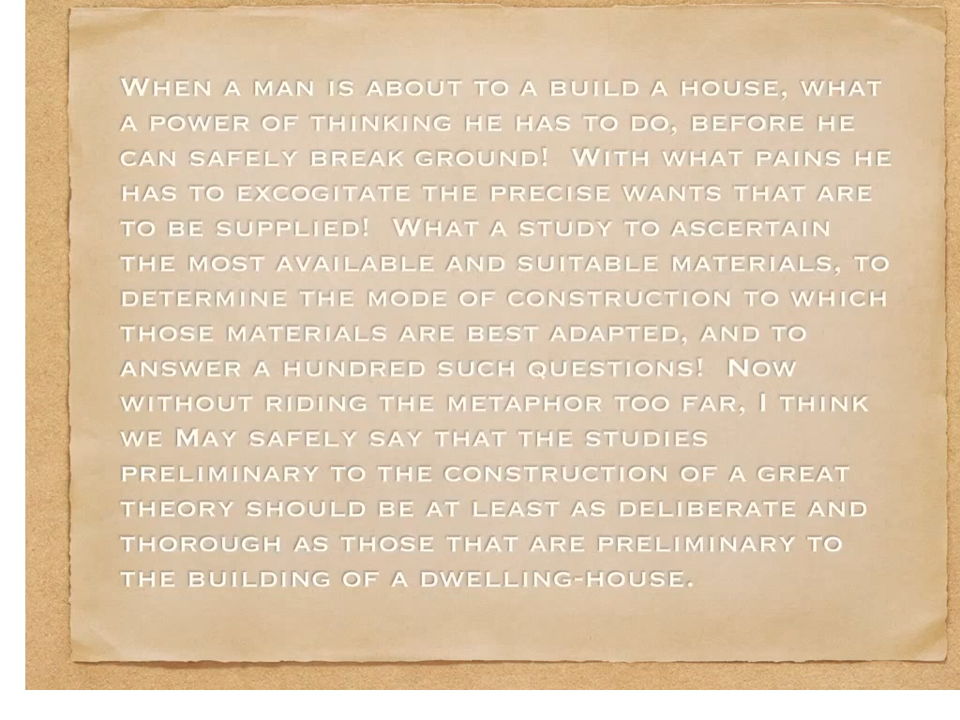 When a man is about to a build a house, what
a power of thinking he has to do, before he
can safely break ground!  With what pains he
has to excogitate the precise wants that are
to be supplied!  What a study to ascertain
the most available and suitable materials, to
determine the mode of construction to which
those materials are best adapted, and to
answer a hundred such questions!  Now
without riding the metaphor too far, I think
we May safely say that the studies
preliminary to the construction of a great
theory should be at least as deliberate and
thorough as those that are preliminary to
the building of a dwelling-house.